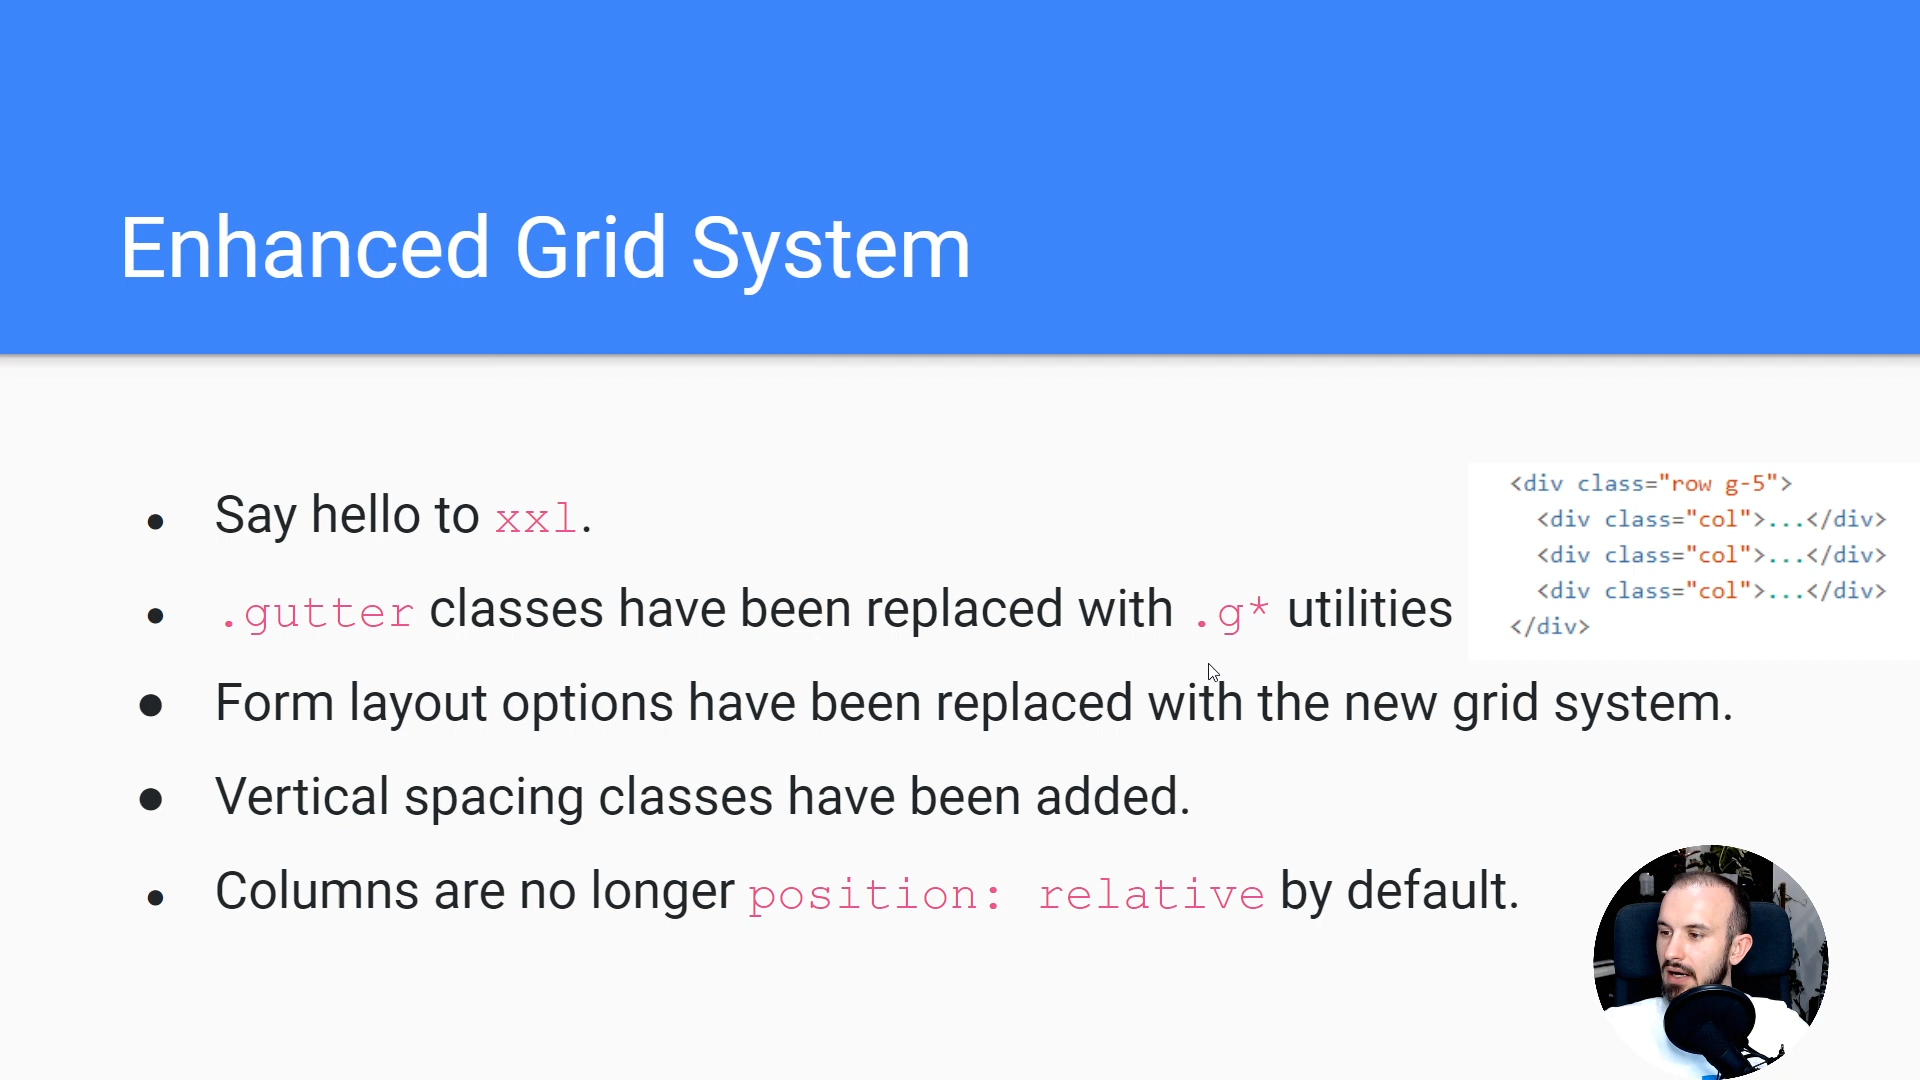 Enhanced Grid System
● Say hello to xxl.
● .gutter classes have been replaced with .g* utilities
● Form layout options have been replaced with the new grid system.
● Vertical spacing classes have been added.
● Columns are no longer position: relative by default.
<div class="row g-5">
<div class="col">...</div>
<div class="col">...</div>
<div class="col">...</div>
</div>